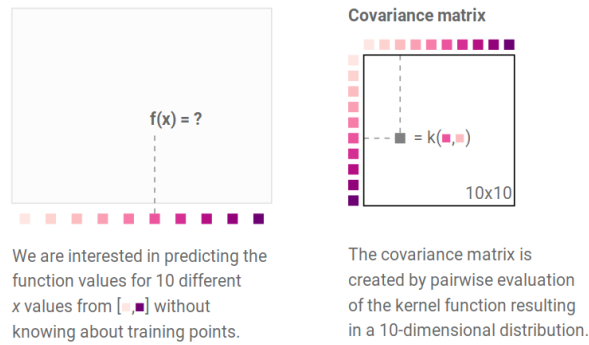 f(x) = ?
We are interested in predicting the
function values for 10 different
x values from [ , ] without
knowing about training points.
Covariance matrix
= k( , )
10x10
The covariance matrix is
created by pairwise evaluation
of the kernel function resulting
in a 10-dimensional distribution.